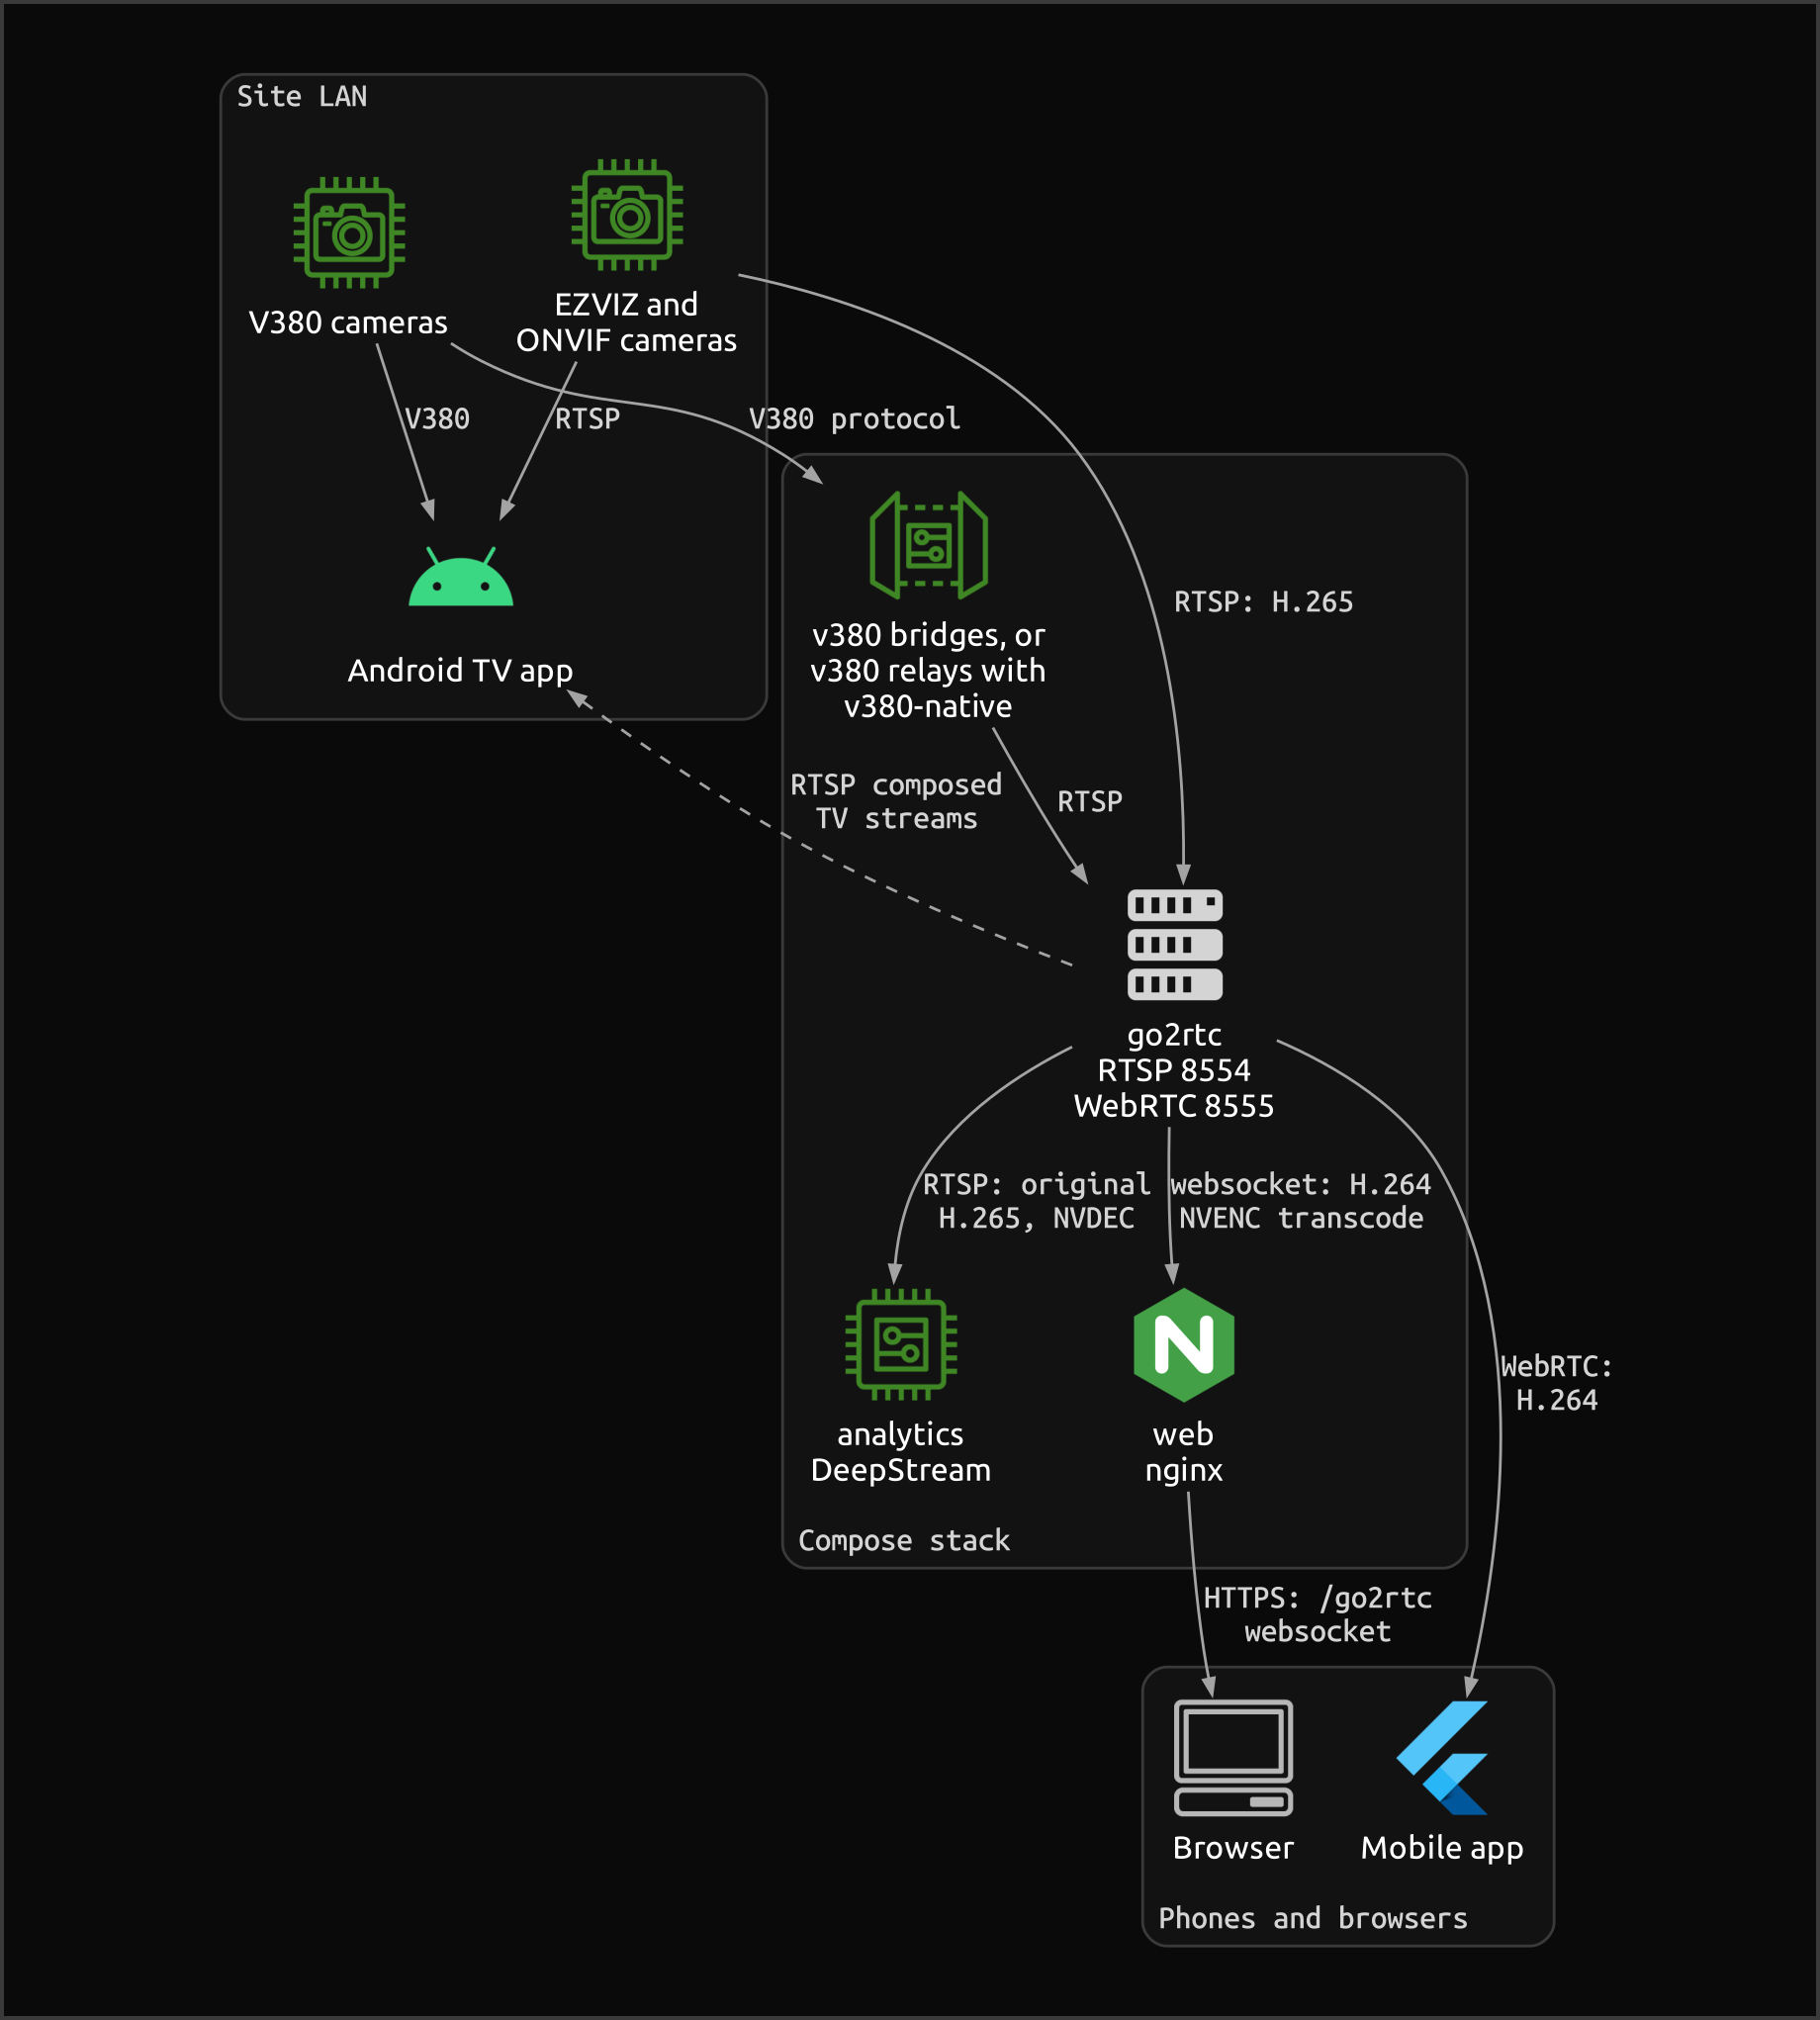 Site LAN
V380 cameras
EZVIZ and
ONVIF cameras
V380
RTSP
V380 protocol
Android TV app
v380 bridges, or
v380 relays with
v380-native
RTSP: H.265
RTSP composed
TV streams
RTSP
go2rtc
RTSP 8554
WebRTC 8555
RTSP: original
H.265, NVDEC
websocket: H.264
NVENC transcode
WebRTC:
H.264
analytics
DeepStream
web
nginx
Compose stack
HTTPS: /go2rtc
websocket
Browser
Mobile app
Phones and browsers